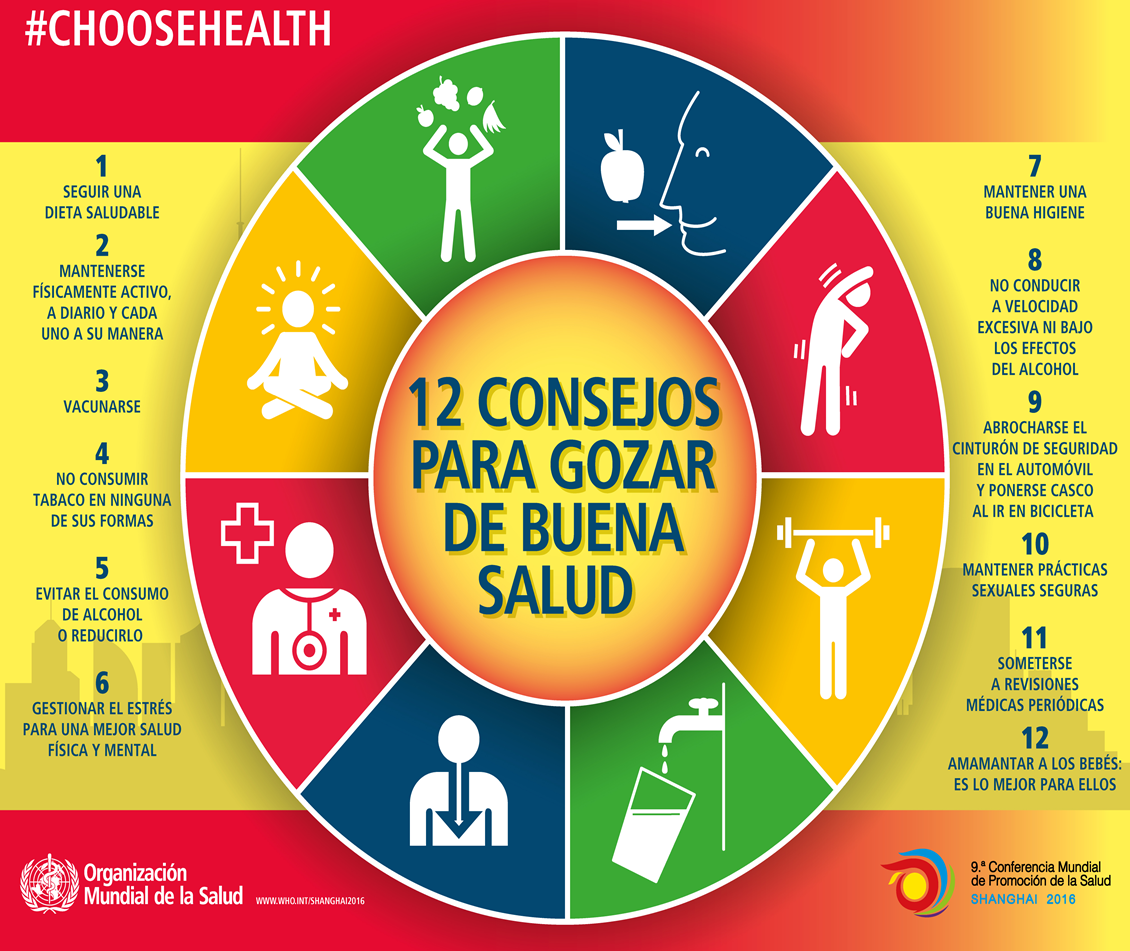 #CHOOSEHEALTH
1
SEGUIR UNA
DIETA SALUDABLE
2
MANTENERSE
FÍSICAMENTE ACTIVO,
A DIARIO Y CADA
UNO A SU MANERA
3
VACUNARSE
4
NO CONSUMIR
TABACO EN NINGUNA
DE SUS FORMAS
5
EVITAR EL CONSUMO
DE ALCOHOL
O REDUCIRLO
6
GESTIONAR EL ESTRÉS
PARA UNA MEJOR SALUD
FÍSICA Y MENTAL
12 CONSEJOS
PARA GOZAR
DE BUENA
SALUD
7
MANTENER UNA
BUENA HIGIENE
8
NO CONDUCIR
A VELOCIDAD
EXCESIVA NI BAJO
LOS EFECTOS
DEL ALCOHOL
9
ABROCHARSE EL
CINTURÓN DE SEGURIDAD
EN EL AUTOMÓVIL
Y PONERSE CASCO
AL IR EN BICICLETA
10
MANTENER PRÁCTICAS
SEXUALES SEGURAS
11
SOMETERSE
A REVISIONES
MÉDICAS PERIÓDICAS
12
AMAMANTAR A LOS BEBÉS:
ES LO MEJOR PARA ELLOS
Organización
Mundial de la Salud
WWW.WHO.INT/SHANGHAI2016
9.ª Conferencia Mundial
de Promoción de la Salud
SHANGHAI 2016